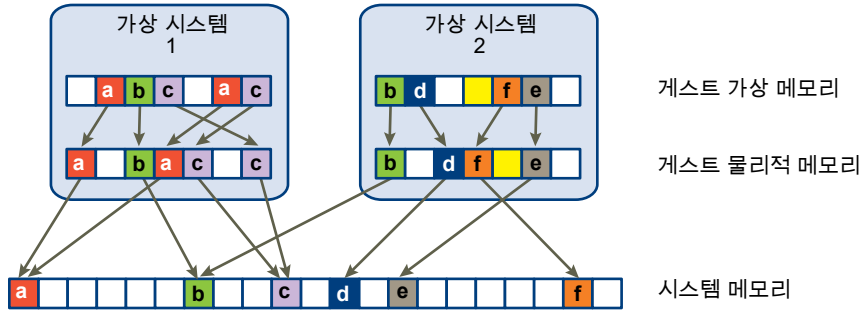 가상 시스템
1
가상 시스템
2
a b c a c
b d f e
게스트 가상 메모리
a b a c c
b d f e
게스트 물리적 메모리
a b c d e f
시스템 메모리